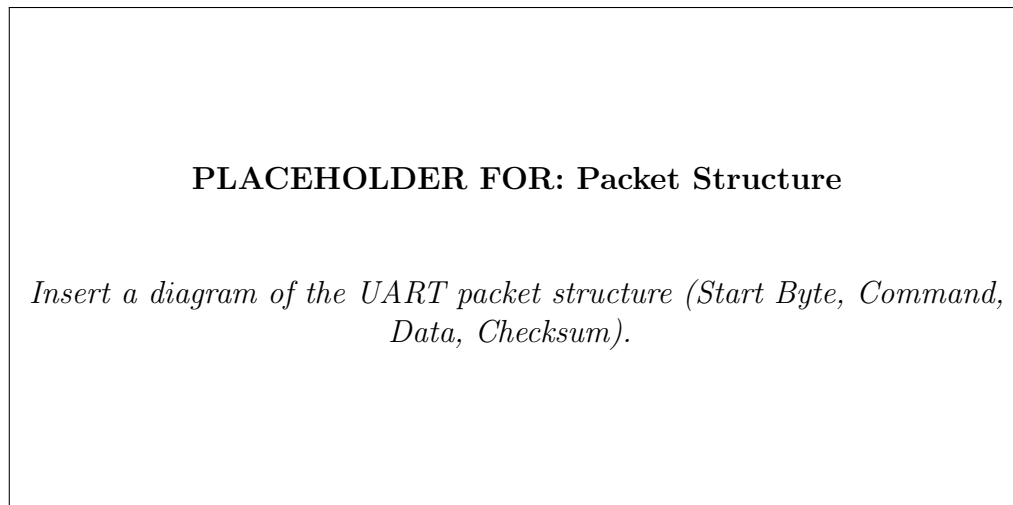 PLACEHOLDER FOR: Packet Structure
Insert a diagram of the UART packet structure (Start Byte, Command,
Data, Checksum).